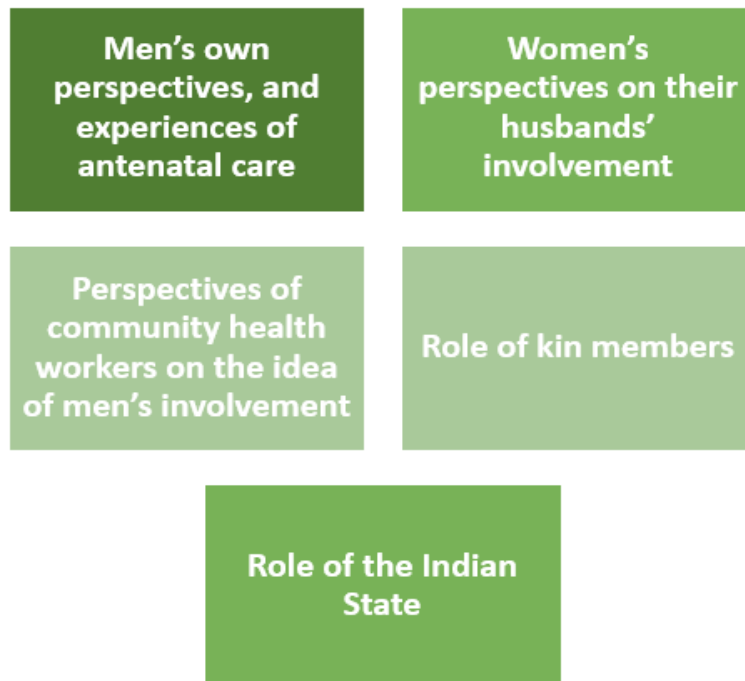 Men’s own
perspectives, and
experiences of
antenatal care
Women’s
perspectives on their
husbands’
involvement
Perspectives of
community health
workers on the idea
of men’s involvement
Role of kin members
Role of the Indian
State